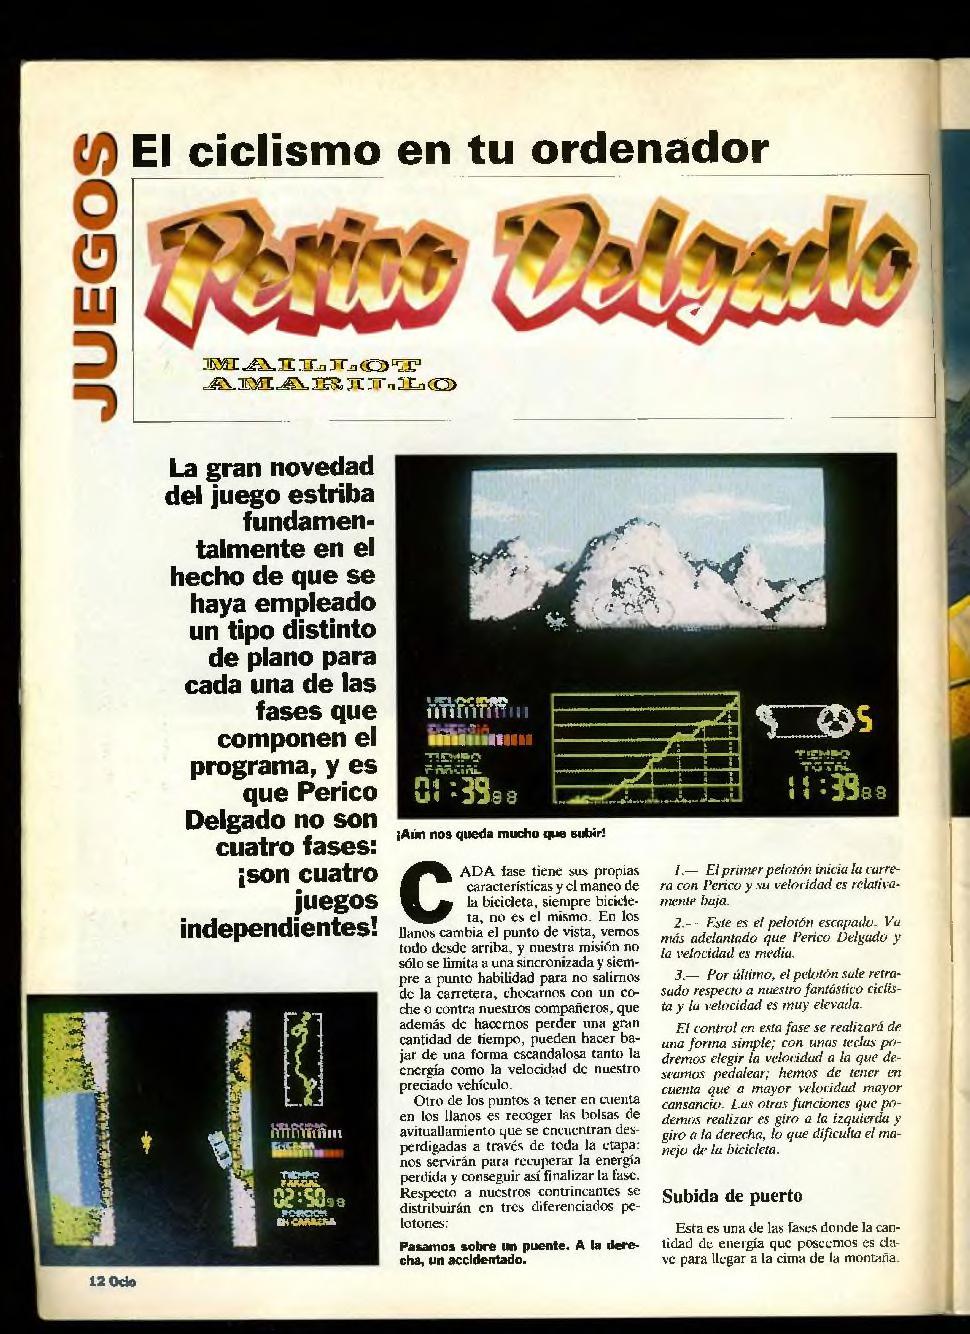 JUEGOS
El ciclismo en tu ordenador
Perico Delgado
MAILLOT
AMARILLO
La gran novedad
del juego estriba
fundamen-
talmente en el
hecho de que se
haya empleado
un tipo distinto
de plano para
cada una de las
fases que
componen el
programa, y es
que Perico
Delgado no son
cuatro fases:
¡son cuatro
juegos
independientes!
VELOCIDAD
ENERGIA
TIEMPO
PARCIAL
01:3988
S S
TIEMPO
TOTAL
11:3988
¡Aún nos queda mucho que subir!
CADA fase tiene sus propias
características y el maneo de
la bicicleta, siempre bicicle-
ta, no es el mismo. En los
llanos cambia el punto de vista, vemos
todo desde arriba, y nuestra misión no
sólo se limita a una sincronizada y siem-
pre a punto habilidad para no salirnos
de la carretera, chocarnos con un co-
che o contra nuestros compañeros, que
además de hacernos perder una gran
cantidad de tiempo, pueden hacer ba-
jar de una forma escandalosa tanto la
energía como la velocidad de nuestro
preciado vehículo.
Otro de los puntos a tener en cuenta
en los llanos es recoger las bolsas de
avituallamiento que se encuentran des-
perdigadas a través de toda la etapa:
nos servirán para recuperar la energía
perdida y conseguir así finalizar la fase.
Respecto a nuestros contrincantes se
distribuirán en tres diferenciados pe-
lotones:
Pasamos sobre un puente. A la dere-
cha, un accidentado.
1.— El primer pelotón inicia la carre-
ra con Perico y su velocidad es relativa-
mente baja.
2.— Este es el pelotón escapado. Va
más adelantado que Perico Delgado y
la velocidad es media.
3.— Por último, el pelotón sale retra-
sado respecto a nuestro fantástico ciclis-
ta y la velocidad es muy elevada.
El control en esta fase se realizará de
una forma simple; con unas teclas po-
dremos elegir la velocidad a la que de-
seamos pedalear; hemos de tener en
cuenta que a mayor velocidad mayor
cansancio. Las otras funciones que po-
demos realizar es giro a la izquierda y
giro a la derecha, lo que dificulta el ma-
nejo de la bicicleta.
Subida de puerto
Esta es una de las fases donde la can-
tidad de energía que poseemos es cla-
ve para llegar a la cima de la montaña.
VELOCIDAD
ENERGIA
TIEMPO
PARCIAL
02:5098
POSICION
EN CARRERA
12 Ocio